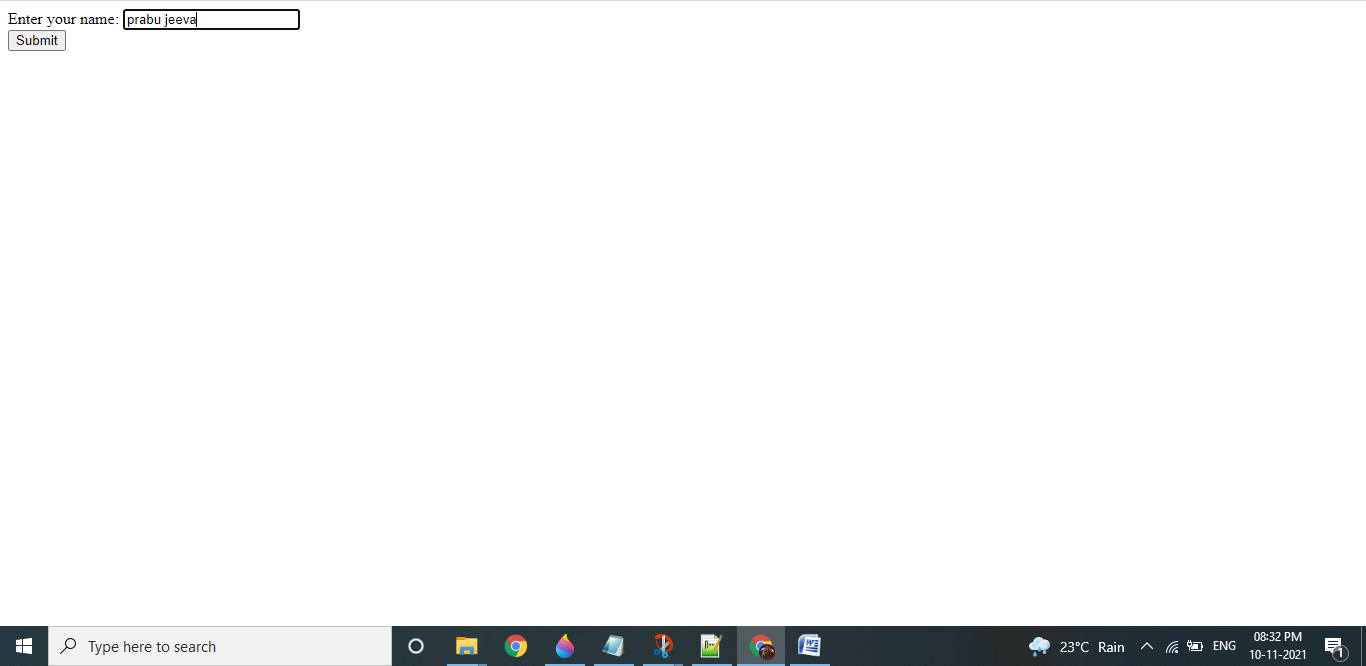 Enter your name: prabu jeeva
Submit
Type here to search
23°C Rain
ENG
08:32 PM
10-11-2021
1